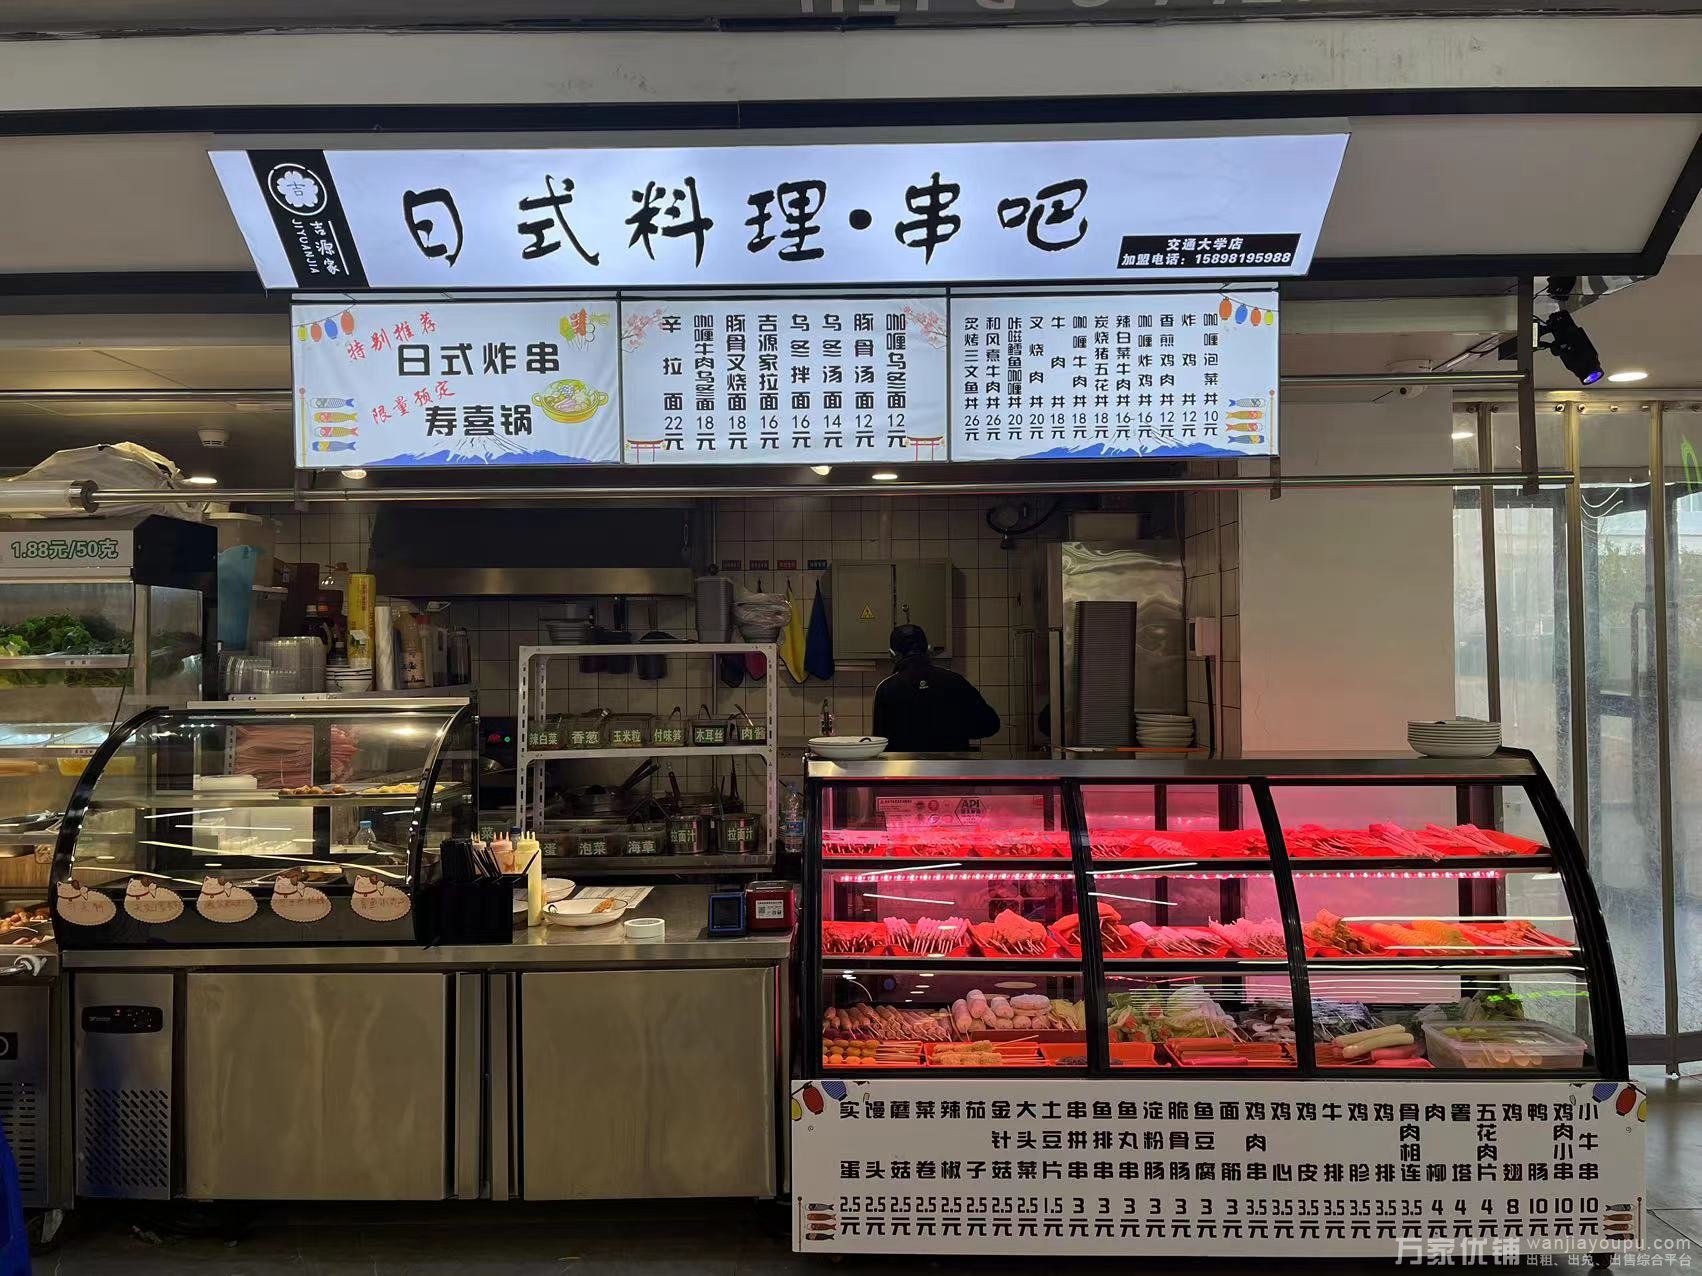 吉
JIYUANJIA
吉源家
日式料理·串吧
交通大学店
加盟电话：15898195988
特别推荐
日式炸串
限量预定
寿喜锅
辛拉面22元
咖喱牛肉乌冬面18元
豚骨叉烧面18元
吉源家拉面16元
乌冬拌面16元
乌冬汤面14元
豚骨汤面12元
咖喱乌冬面12元
炙烤三文鱼丼26元
和风煮牛肉丼26元
咔滋鳕鱼咖喱丼20元
叉烧肉丼20元
牛肉丼18元
咖喱牛肉丼18元
炭烧猪五花丼18元
辣白菜牛肉丼16元
咖喱炸鸡丼16元
香煎鸡肉丼12元
炸鸡丼12元
咖喱泡菜丼10元
1.88元/50克
辣白菜
香葱
玉米粒
付味笋
木耳丝
肉酱
菜
蛋
泡菜
海草
拉面汁
拉面汁
API
实蛋2.5元
馒头2.5元
蘑菇2.5元
菜卷2.5元
辣椒2.5元
茄子2.5元
金针菇2.5元
大头菜2.5元
土豆片1.5元
串拼串3元
鱼排串3元
鱼丸串3元
淀粉肠3元
脆骨肠3元
鱼豆腐3元
面筋3元
鸡肉串3.5元
鸡心3.5元
鸡皮3.5元
牛排3.5元
鸡胗3.5元
鸡排3.5元
骨肉相连3.5元
肉柳4元
薯塔4元
五花肉片4元
鸡翅8元
鸭肠10元
鸡肉小串10元
小牛串10元
万家优铺 wanjiayoupu.com
出租、出兑、出售综合平台